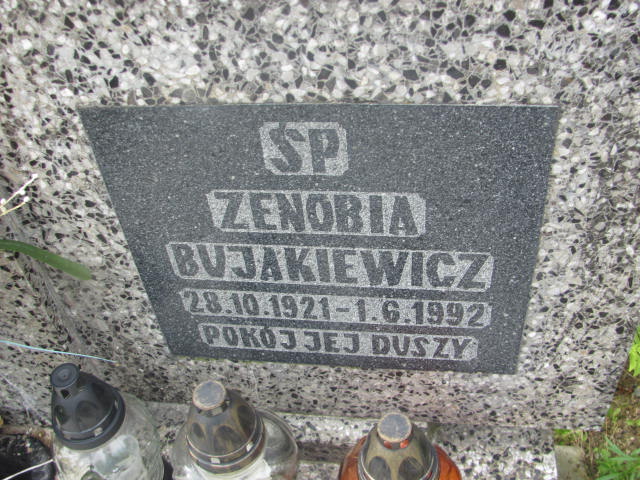 SP
ZENOBIA
BUJAKIEWICZ
28.10.1921-1.6.1992
POKÓJ JEJ DUSZY